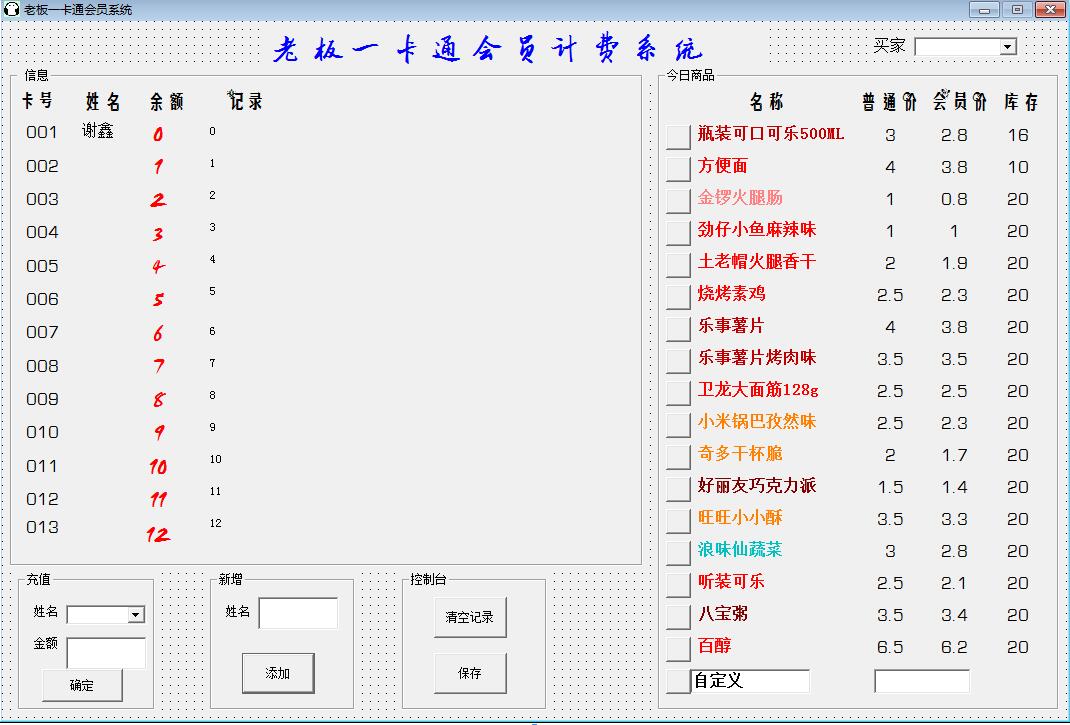 老板一卡通会员系统
老板一卡通会员计费系统
买家
信息
卡号 姓名 余额 记录
001 谢鑫 0 0
002 1 1
003 2 2
004 3 3
005 4 4
006 5 5
007 6 6
008 7 7
009 8 8
010 9 9
011 10 10
012 11 11
013 12 12
今日商品
名称 普通价 会员价 库存
瓶装可口可乐500ML 3 2.8 16
方便面 4 3.8 10
金锣火腿肠 1 0.8 20
劲仔小鱼麻辣味 1 1 20
土老帽火腿香干 2 1.9 20
烧烤素鸡 2.5 2.3 20
乐事薯片 4 3.8 20
乐事薯片烤肉味 3.5 3.5 20
卫龙大面筋128g 2.5 2.5 20
小米锅巴孜然味 2.5 2.3 20
奇多干杯脆 2 1.7 20
好丽友巧克力派 1.5 1.4 20
旺旺小小酥 3.5 3.3 20
浪味仙蔬菜 3 2.8 20
听装可乐 2.5 2.1 20
八宝粥 3.5 3.4 20
百醇 6.5 6.2 20
自定义
充值
姓名
金额
确定
新增
姓名
添加
控制台
清空记录
保存